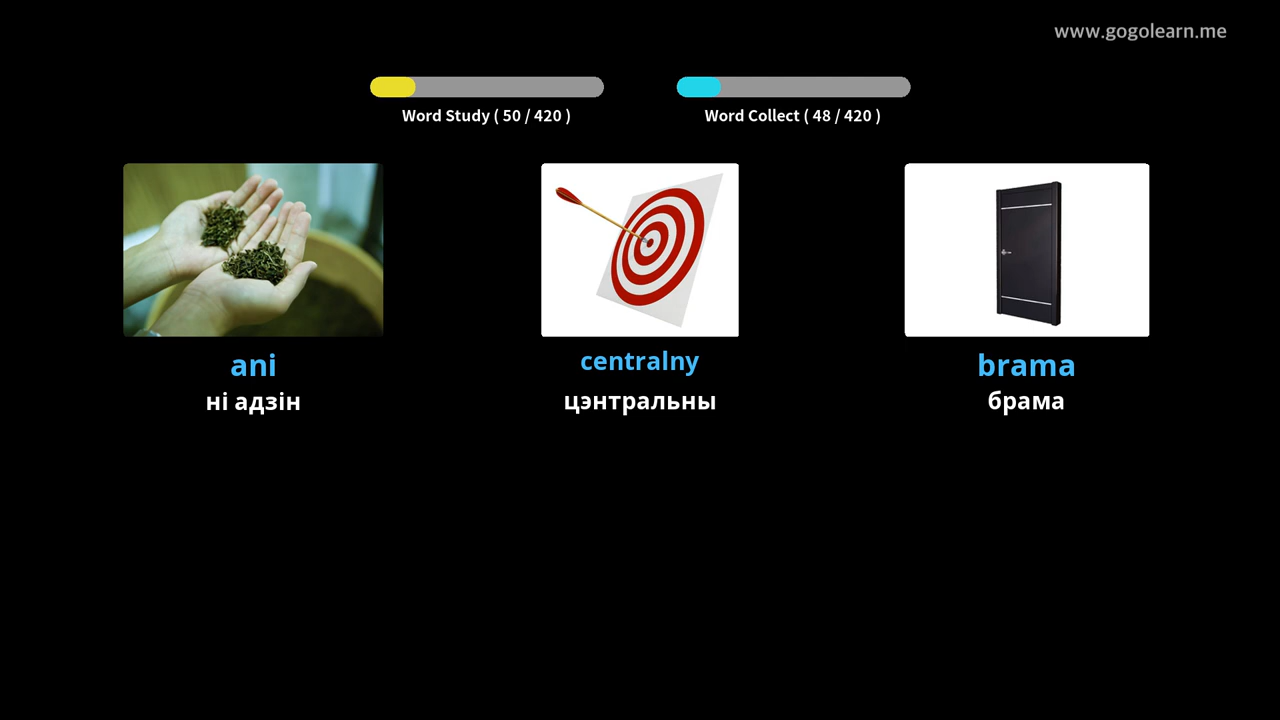 www.gogolearn.me
Word Study ( 50 / 420 )
Word Collect ( 48 / 420 )
ani
ні адзін
centralny
цэнтральны
brama
брама